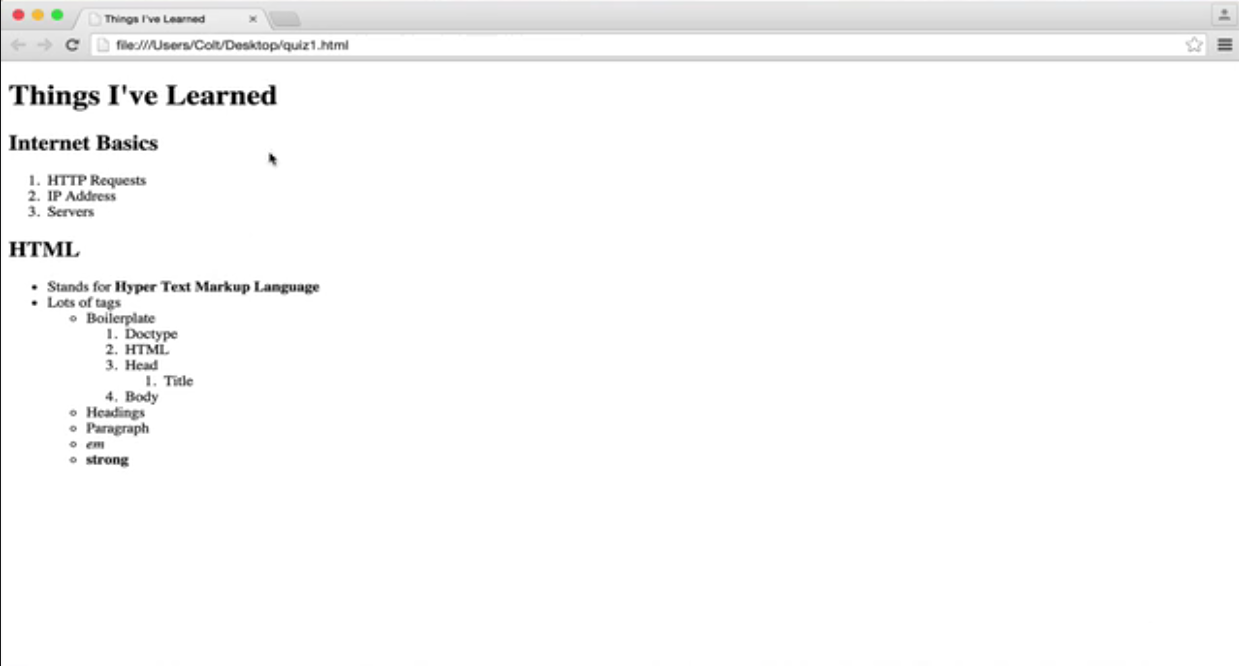 Things I've Learned
file:///Users/Colt/Desktop/quiz1.html
Things I've Learned
Internet Basics
1. HTTP Requests
2. IP Address
3. Servers
HTML
• Stands for Hyper Text Markup Language
• Lots of tags
◦ Boilerplate
1. Doctype
2. HTML
3. Head
1. Title
4. Body
◦ Headings
◦ Paragraph
◦ em
◦ strong